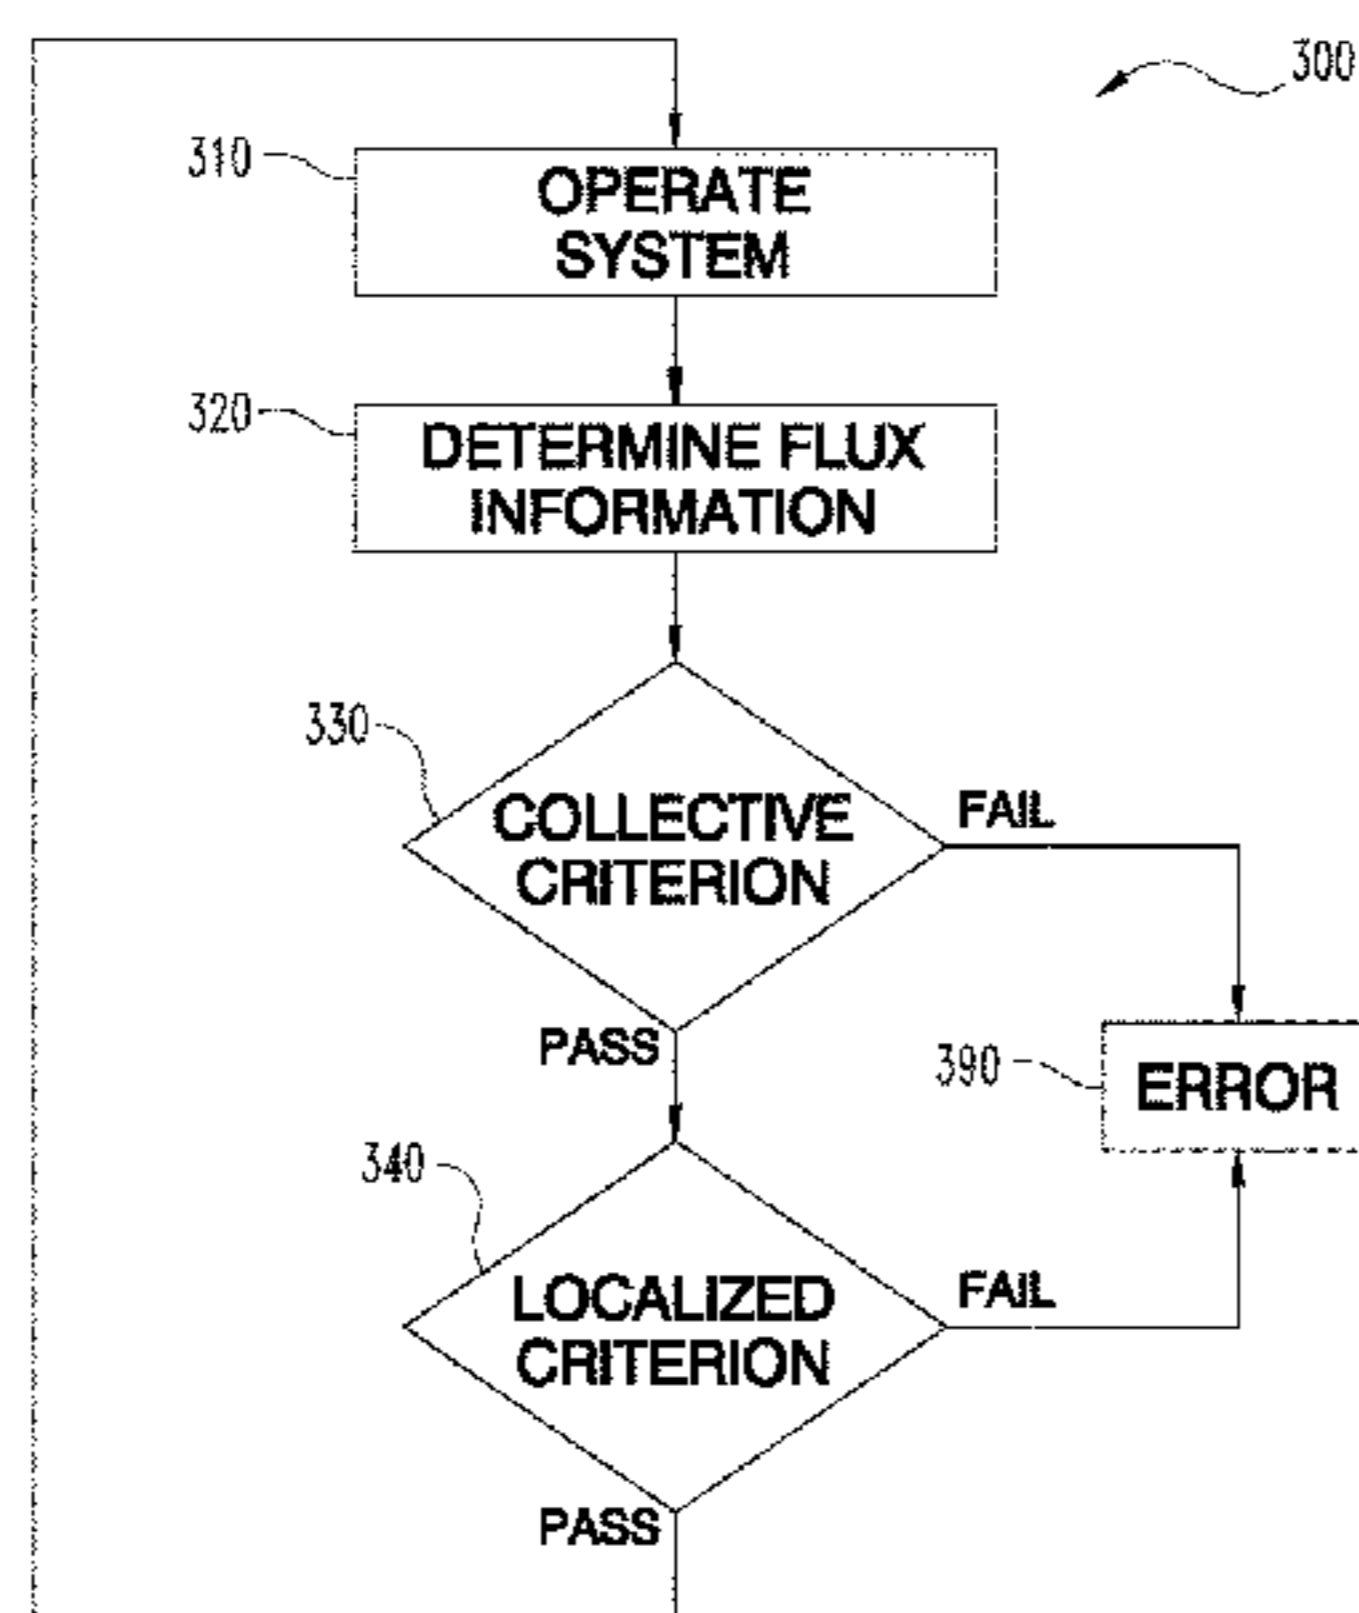 300
310
OPERATE
SYSTEM
320
DETERMINE FLUX
INFORMATION
330
COLLECTIVE
CRITERION
FAIL
PASS
390
ERROR
340
LOCALIZED
CRITERION
FAIL
PASS